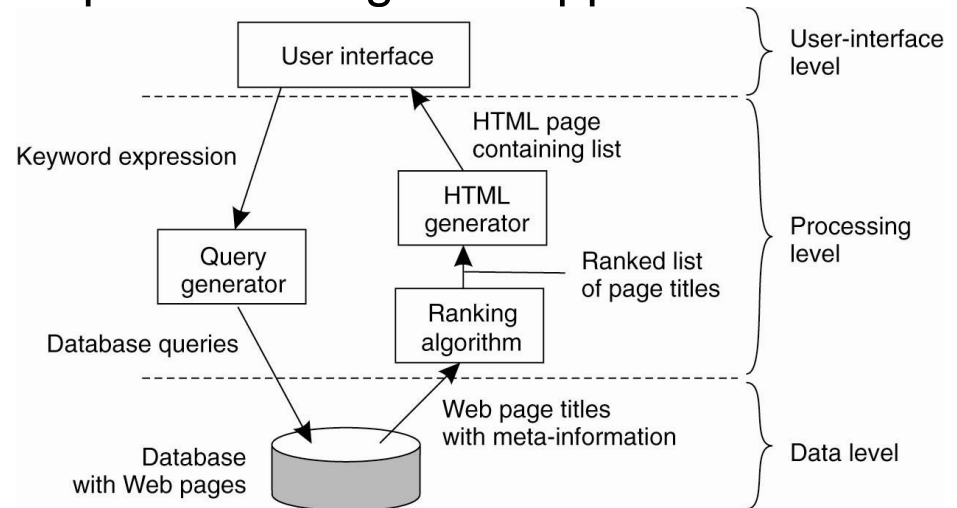 User interface
User-interface
level
HTML page
containing list
Keyword expression
HTML
generator
Processing
level
Query
generator
Ranked list
of page titles
Ranking
algorithm
Database queries
Web page titles
with meta-information
Database
with Web pages
Data level